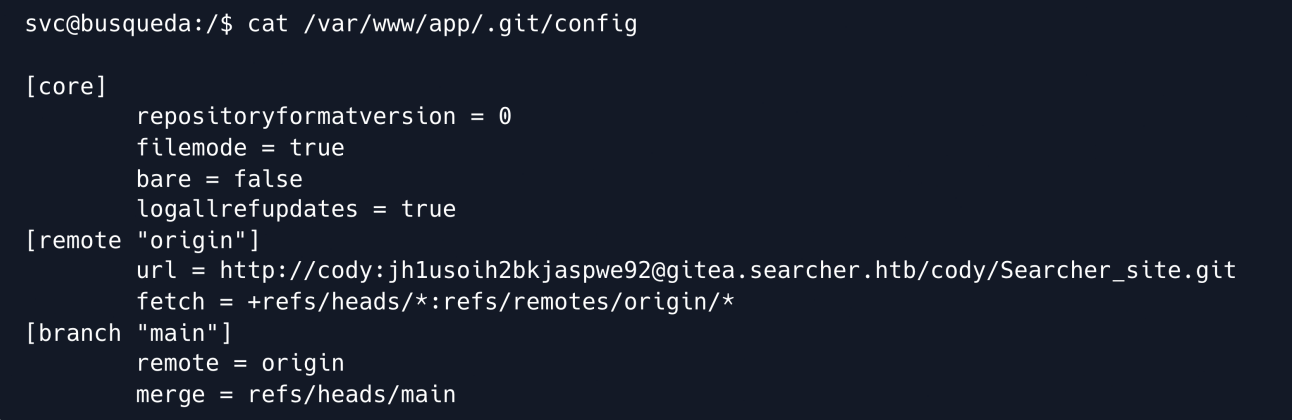 svc@busqueda:/$ cat /var/www/app/.git/config
[core]
repositoryformatversion = 0
filemode = true
bare = false
logallrefupdates = true
[remote "origin"]
url = http://cody:jh1usoih2bkjaspwe92@gitea.searcher.htb/cody/Searcher_site.git
fetch = +refs/heads/*:refs/remotes/origin/*
[branch "main"]
remote = origin
merge = refs/heads/main